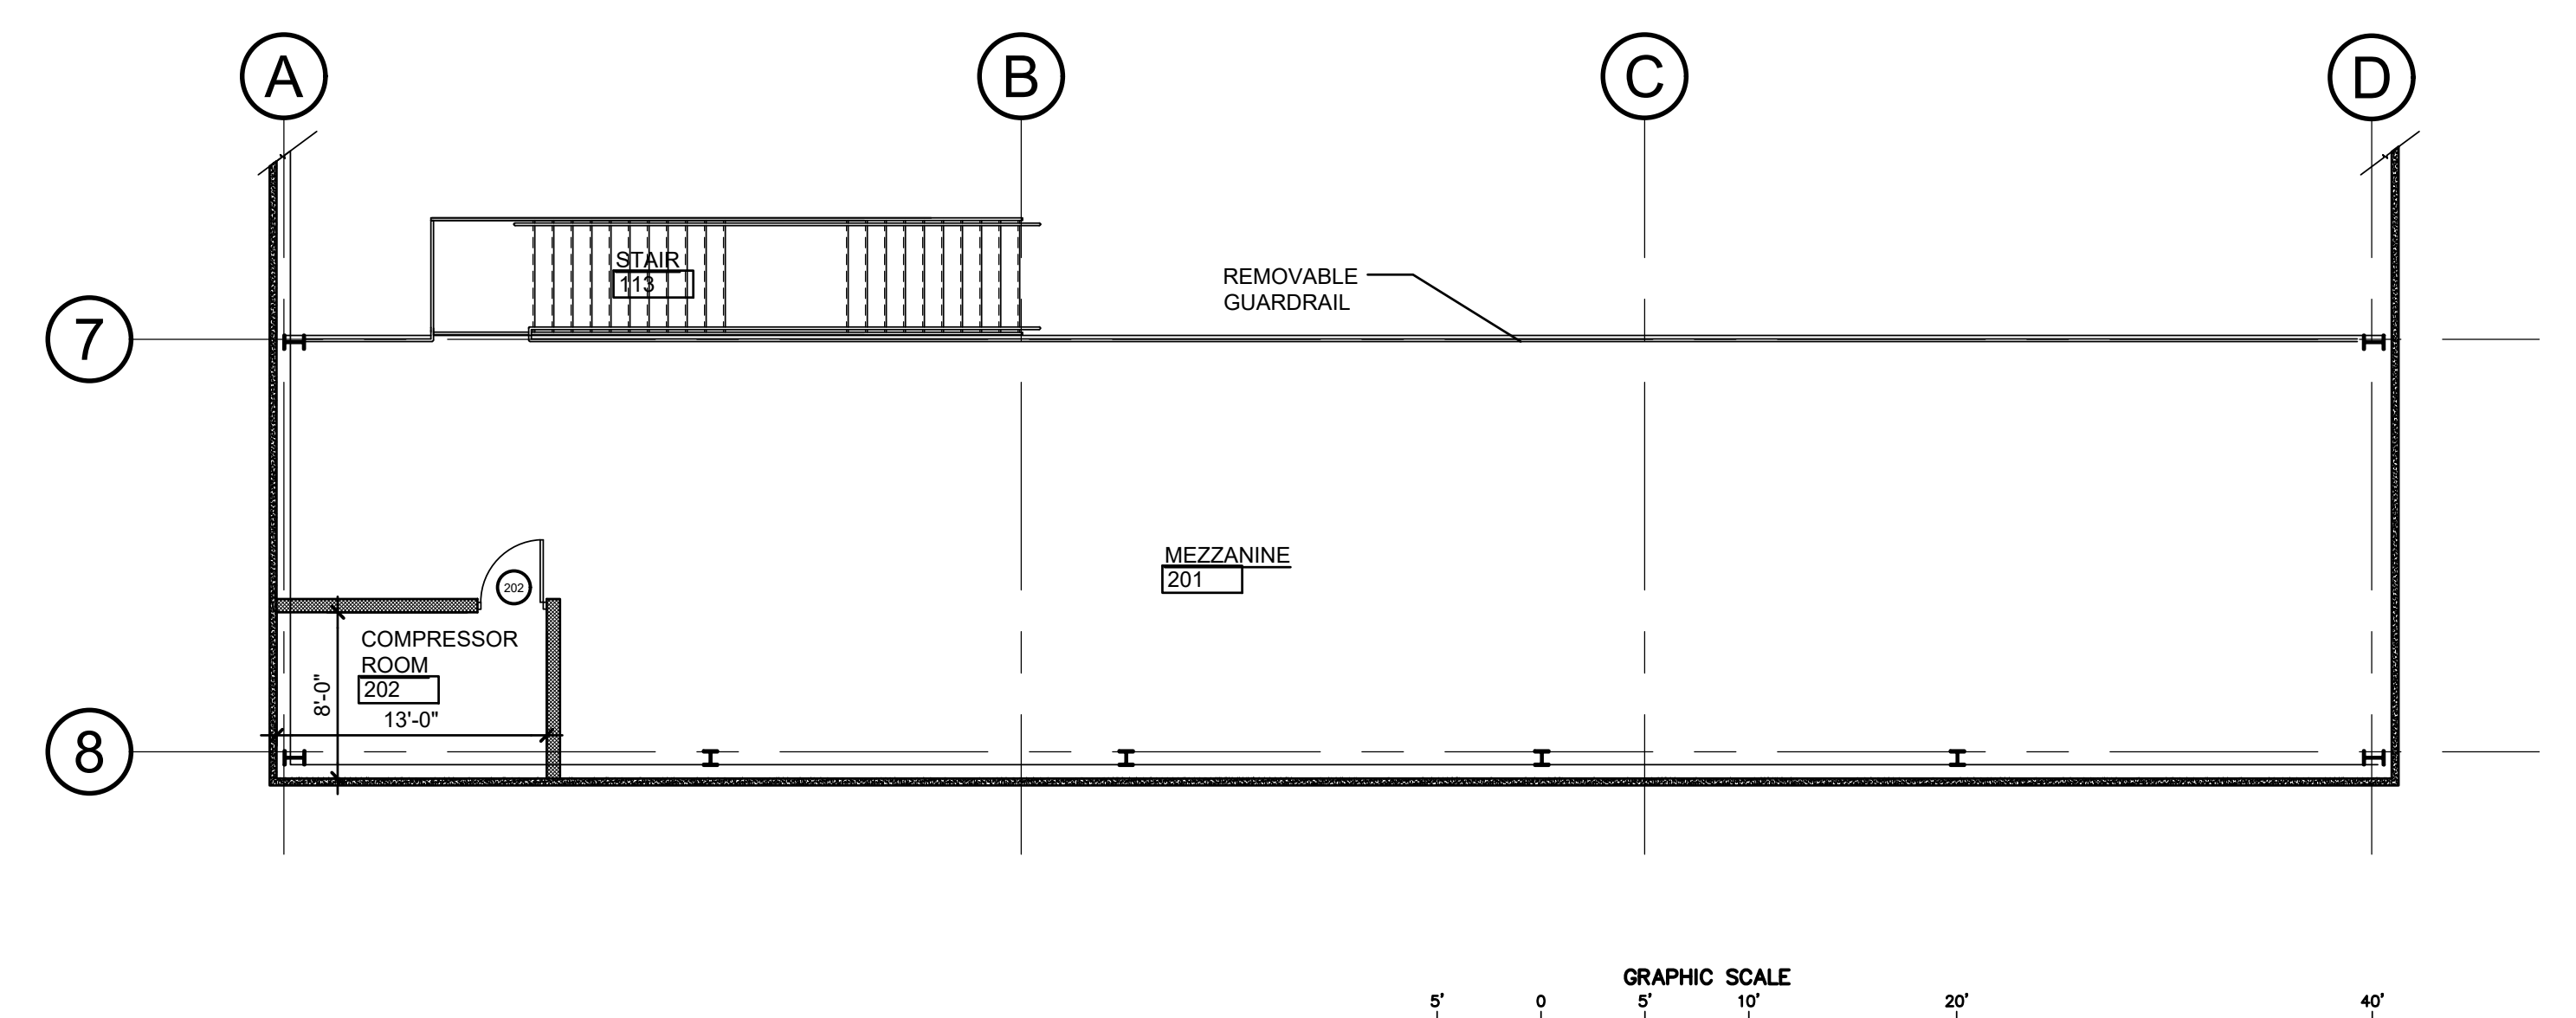 A B C D
STAIR
113
REMOVABLE
GUARDRAIL
7
MEZZANINE
201
202
COMPRESSOR
ROOM
202
8'-0"
13'-0"
8
GRAPHIC SCALE
5' 0 5' 10' 20' 40'